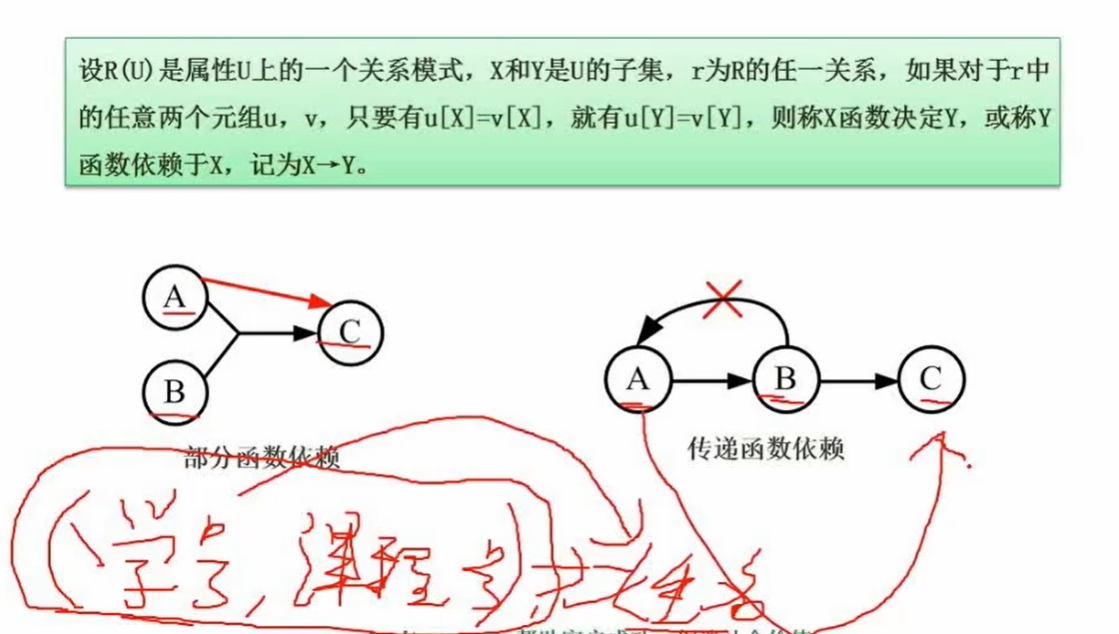 设R(U)是属性U上的一个关系模式，X和Y是U的子集，r为R的任一关系，如果对于r中
的任意两个元组u，v，只要有u[X]=v[X]，就有u[Y]=v[Y]，则称X函数决定Y，或称Y
函数依赖于X，记为X→Y。
A
C
B
部分函数依赖
A
B
C
传递函数依赖
(学号,课程号)